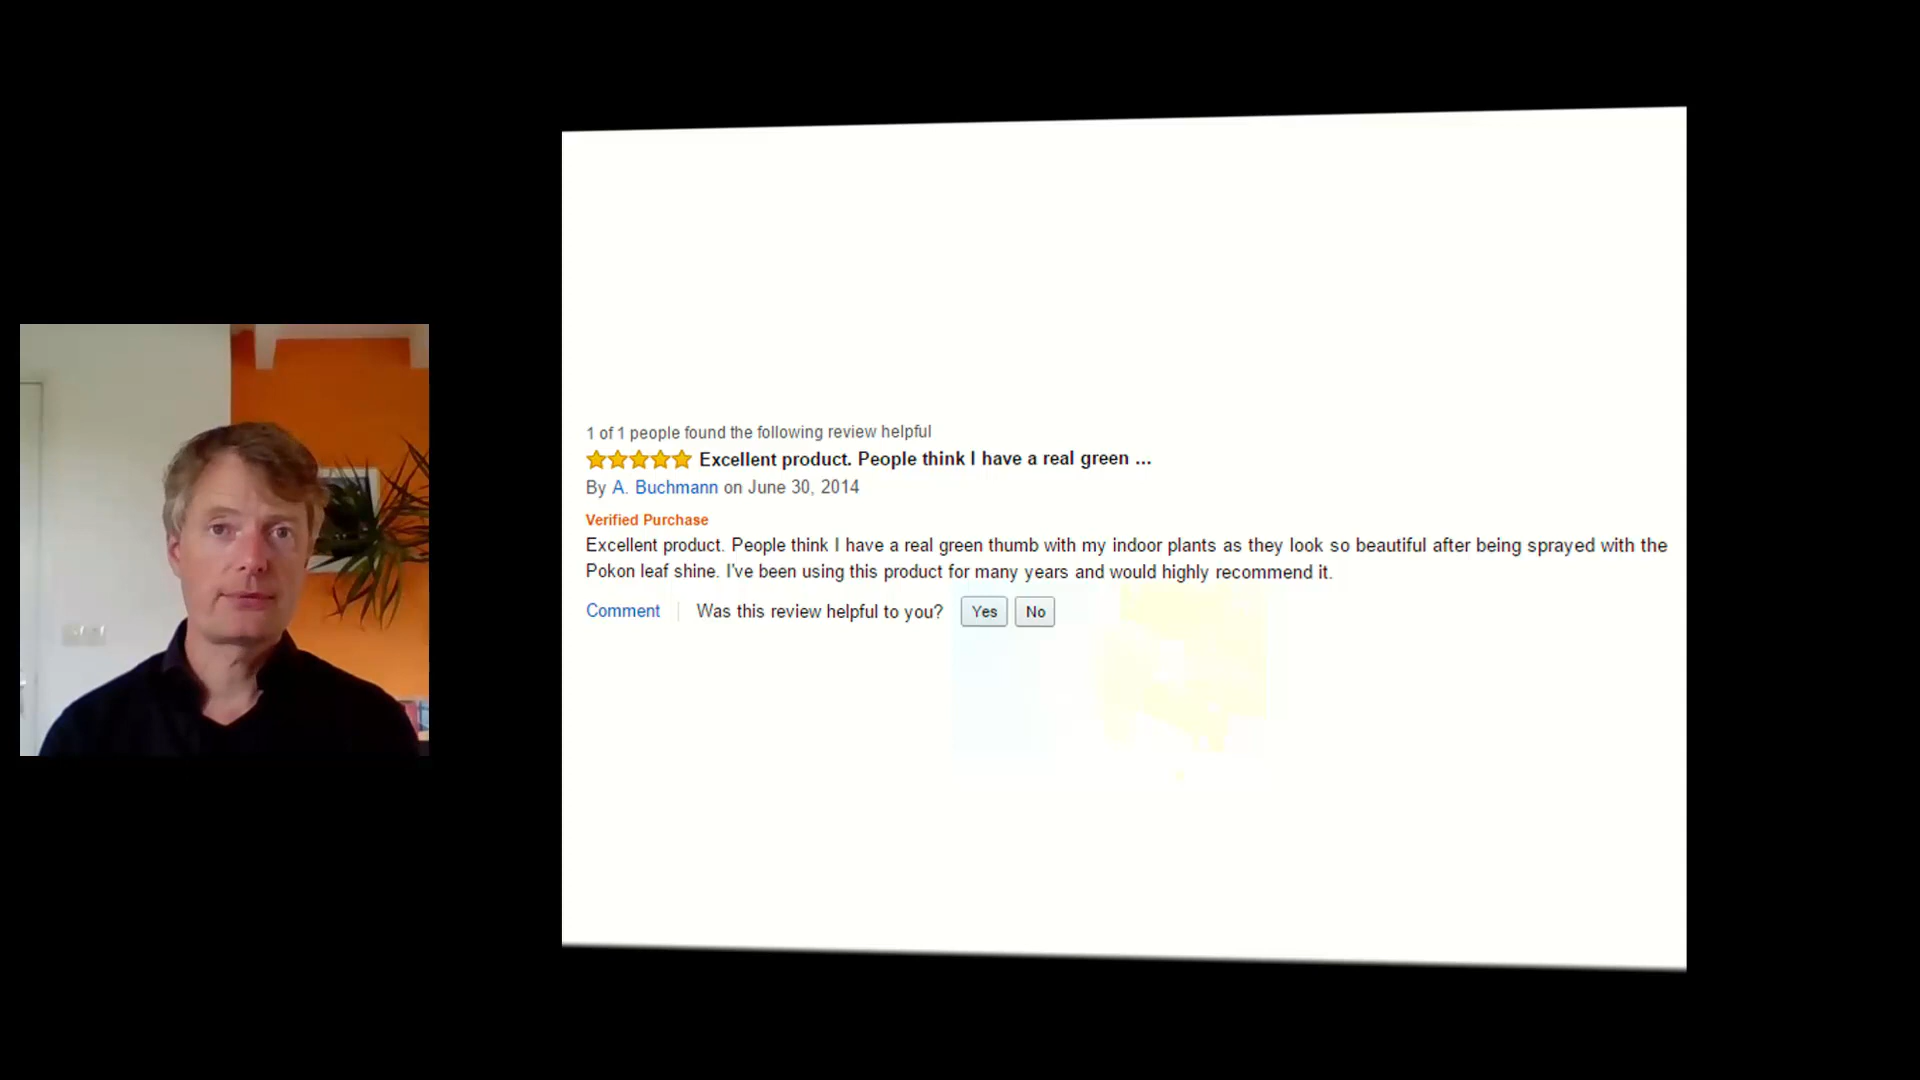 1 of 1 people found the following review helpful
Excellent product. People think I have a real green ...
By A. Buchmann on June 30, 2014
Verified Purchase
Excellent product. People think I have a real green thumb with my indoor plants as they look so beautiful after being sprayed with the
Pokon leaf shine. I've been using this product for many years and would highly recommend it.
Comment Was this review helpful to you? Yes No